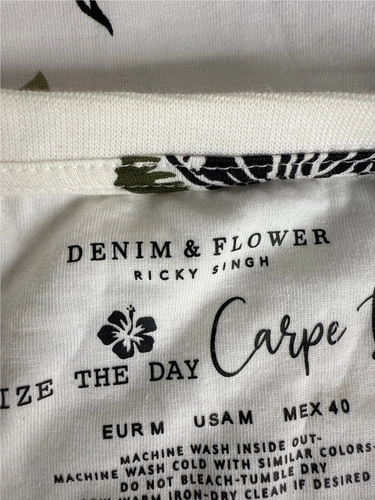 DENIM & FLOWER
RICKY SINGH
Carpe
IZE THE DAY
EUR M USA M MEX 40
MACHINE WASH INSIDE OUT-
MACHINE WASH COLD WITH SIMILAR COLORS-
DO NOT BLEACH-TUMBLE DRY
WARM IRON-DRY CLEAN IF DESIRED